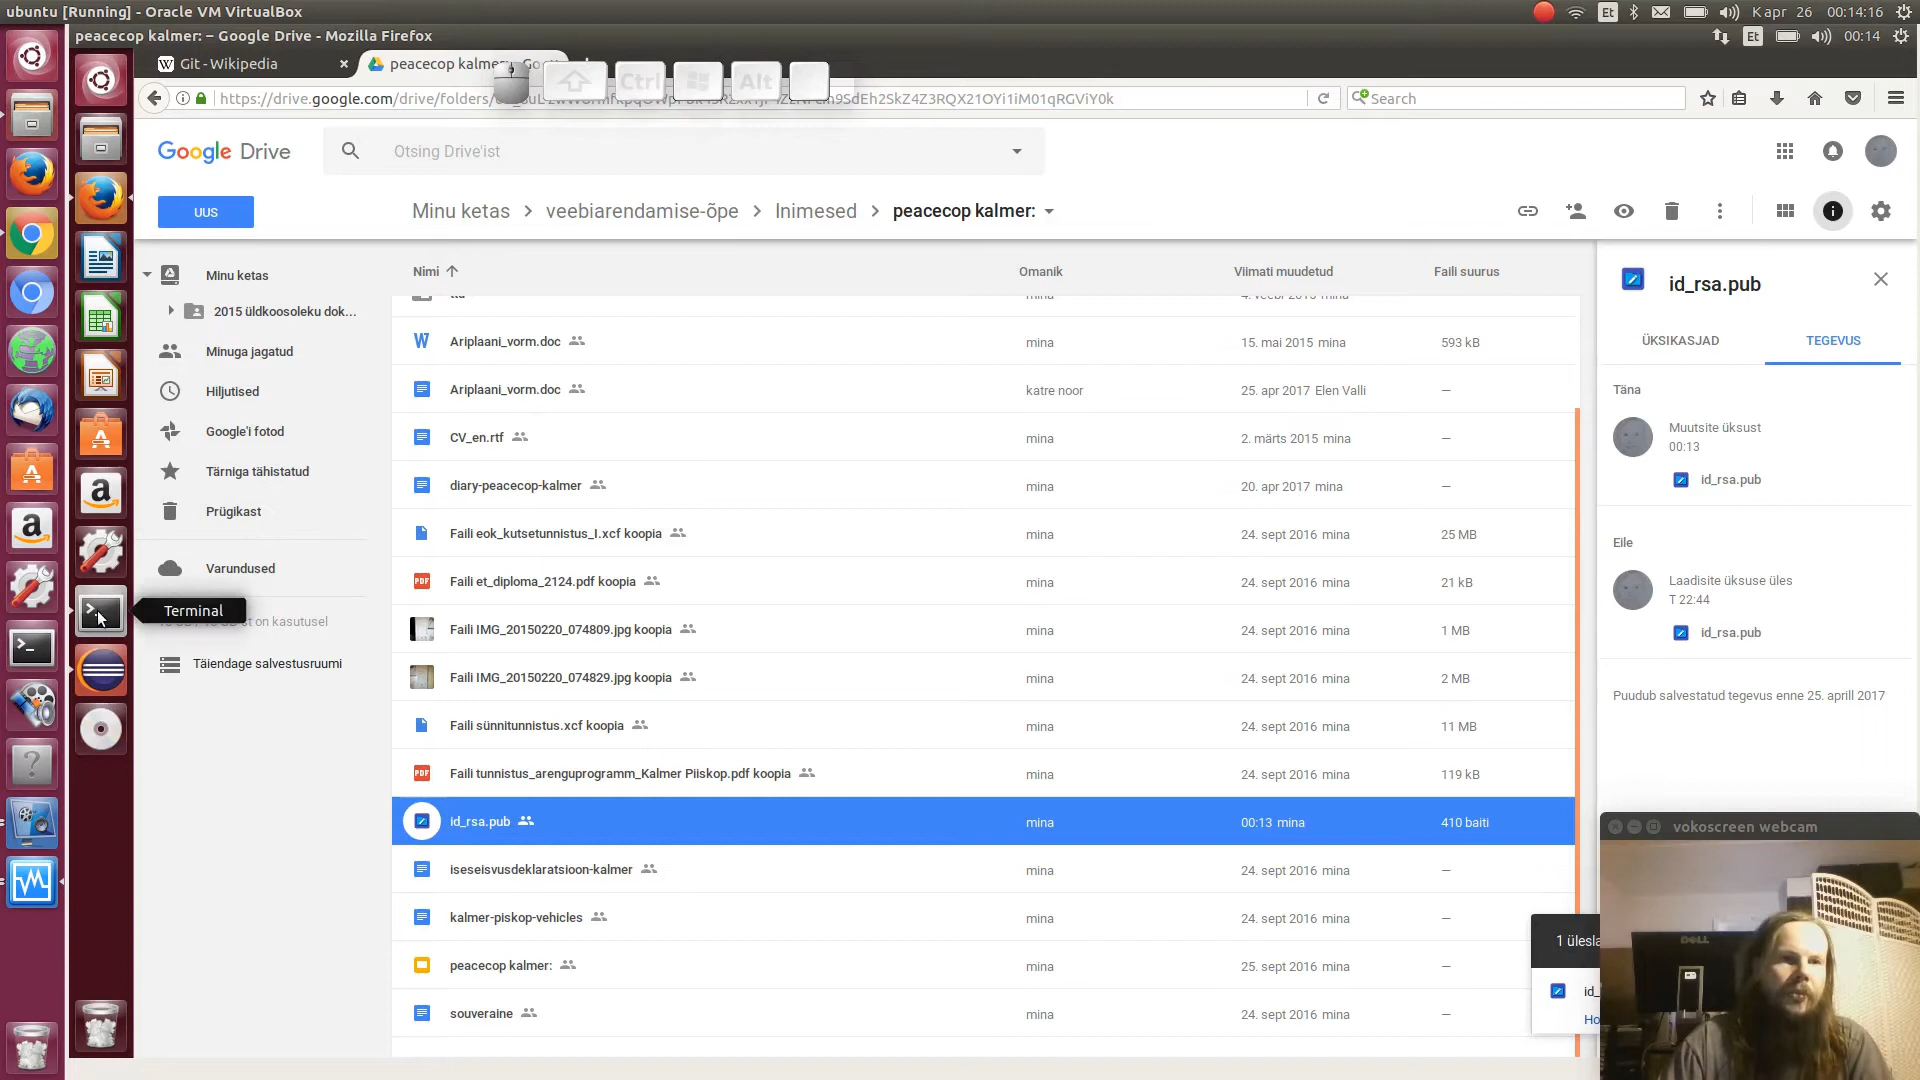 ubuntu [Running] - Oracle VM VirtualBox
Et
K apr 26 00:14:16
peacecop kalmer: – Google Drive - Mozilla Firefox
Et
00:14
Git - Wikipedia
peacecop kalmer:
Ctrl
Alt
https://drive.google.com/drive/folders/
Search
Google Drive
Otsing Drive'ist
UUS
Minu ketas
veebiarendamise-õpe
Inimesed
peacecop kalmer:
Minu ketas
2015 üldkoosoleku dok...
Minuga jagatud
Hiljutised
Google'i fotod
Tärniga tähistatud
Prügikast
Varundused
Terminal
st on kasutusel
Täiendage salvestusruumi
Nimi
Omanik
Viimati muudetud
Faili suurus
Ariplaani_vorm.doc
mina
15. mai 2015 mina
593 kB
Ariplaani_vorm.doc
katre noor
25. apr 2017 Elen Valli
—
CV_en.rtf
mina
2. märts 2015 mina
—
diary-peacecop-kalmer
mina
20. apr 2017 mina
—
Faili eok_kutsetunnistus_I.xcf koopia
mina
24. sept 2016 mina
25 MB
Faili et_diploma_2124.pdf koopia
mina
24. sept 2016 mina
21 kB
Faili IMG_20150220_074809.jpg koopia
mina
24. sept 2016 mina
1 MB
Faili IMG_20150220_074829.jpg koopia
mina
24. sept 2016 mina
2 MB
Faili sünnitunnistus.xcf koopia
mina
24. sept 2016 mina
11 MB
Faili tunnistus_arenguprogramm_Kalmer Piiskop.pdf koopia
mina
24. sept 2016 mina
119 kB
id_rsa.pub
mina
00:13 mina
410 baiti
iseseisvusdeklaratsioon-kalmer
mina
24. sept 2016 mina
—
kalmer-piskop-vehicles
mina
24. sept 2016 mina
—
peacecop kalmer:
mina
25. sept 2016 mina
—
souveraine
mina
24. sept 2016 mina
—
id_rsa.pub
ÜKSIKASJAD
TEGEVUS
Täna
Muutsite üksust
00:13
id_rsa.pub
Eile
Laadisite üksuse üles
T 22:44
id_rsa.pub
Puudub salvestatud tegevus enne 25. aprill 2017
1 ülesla
id_
Ho
vokoscreen webcam
DELL